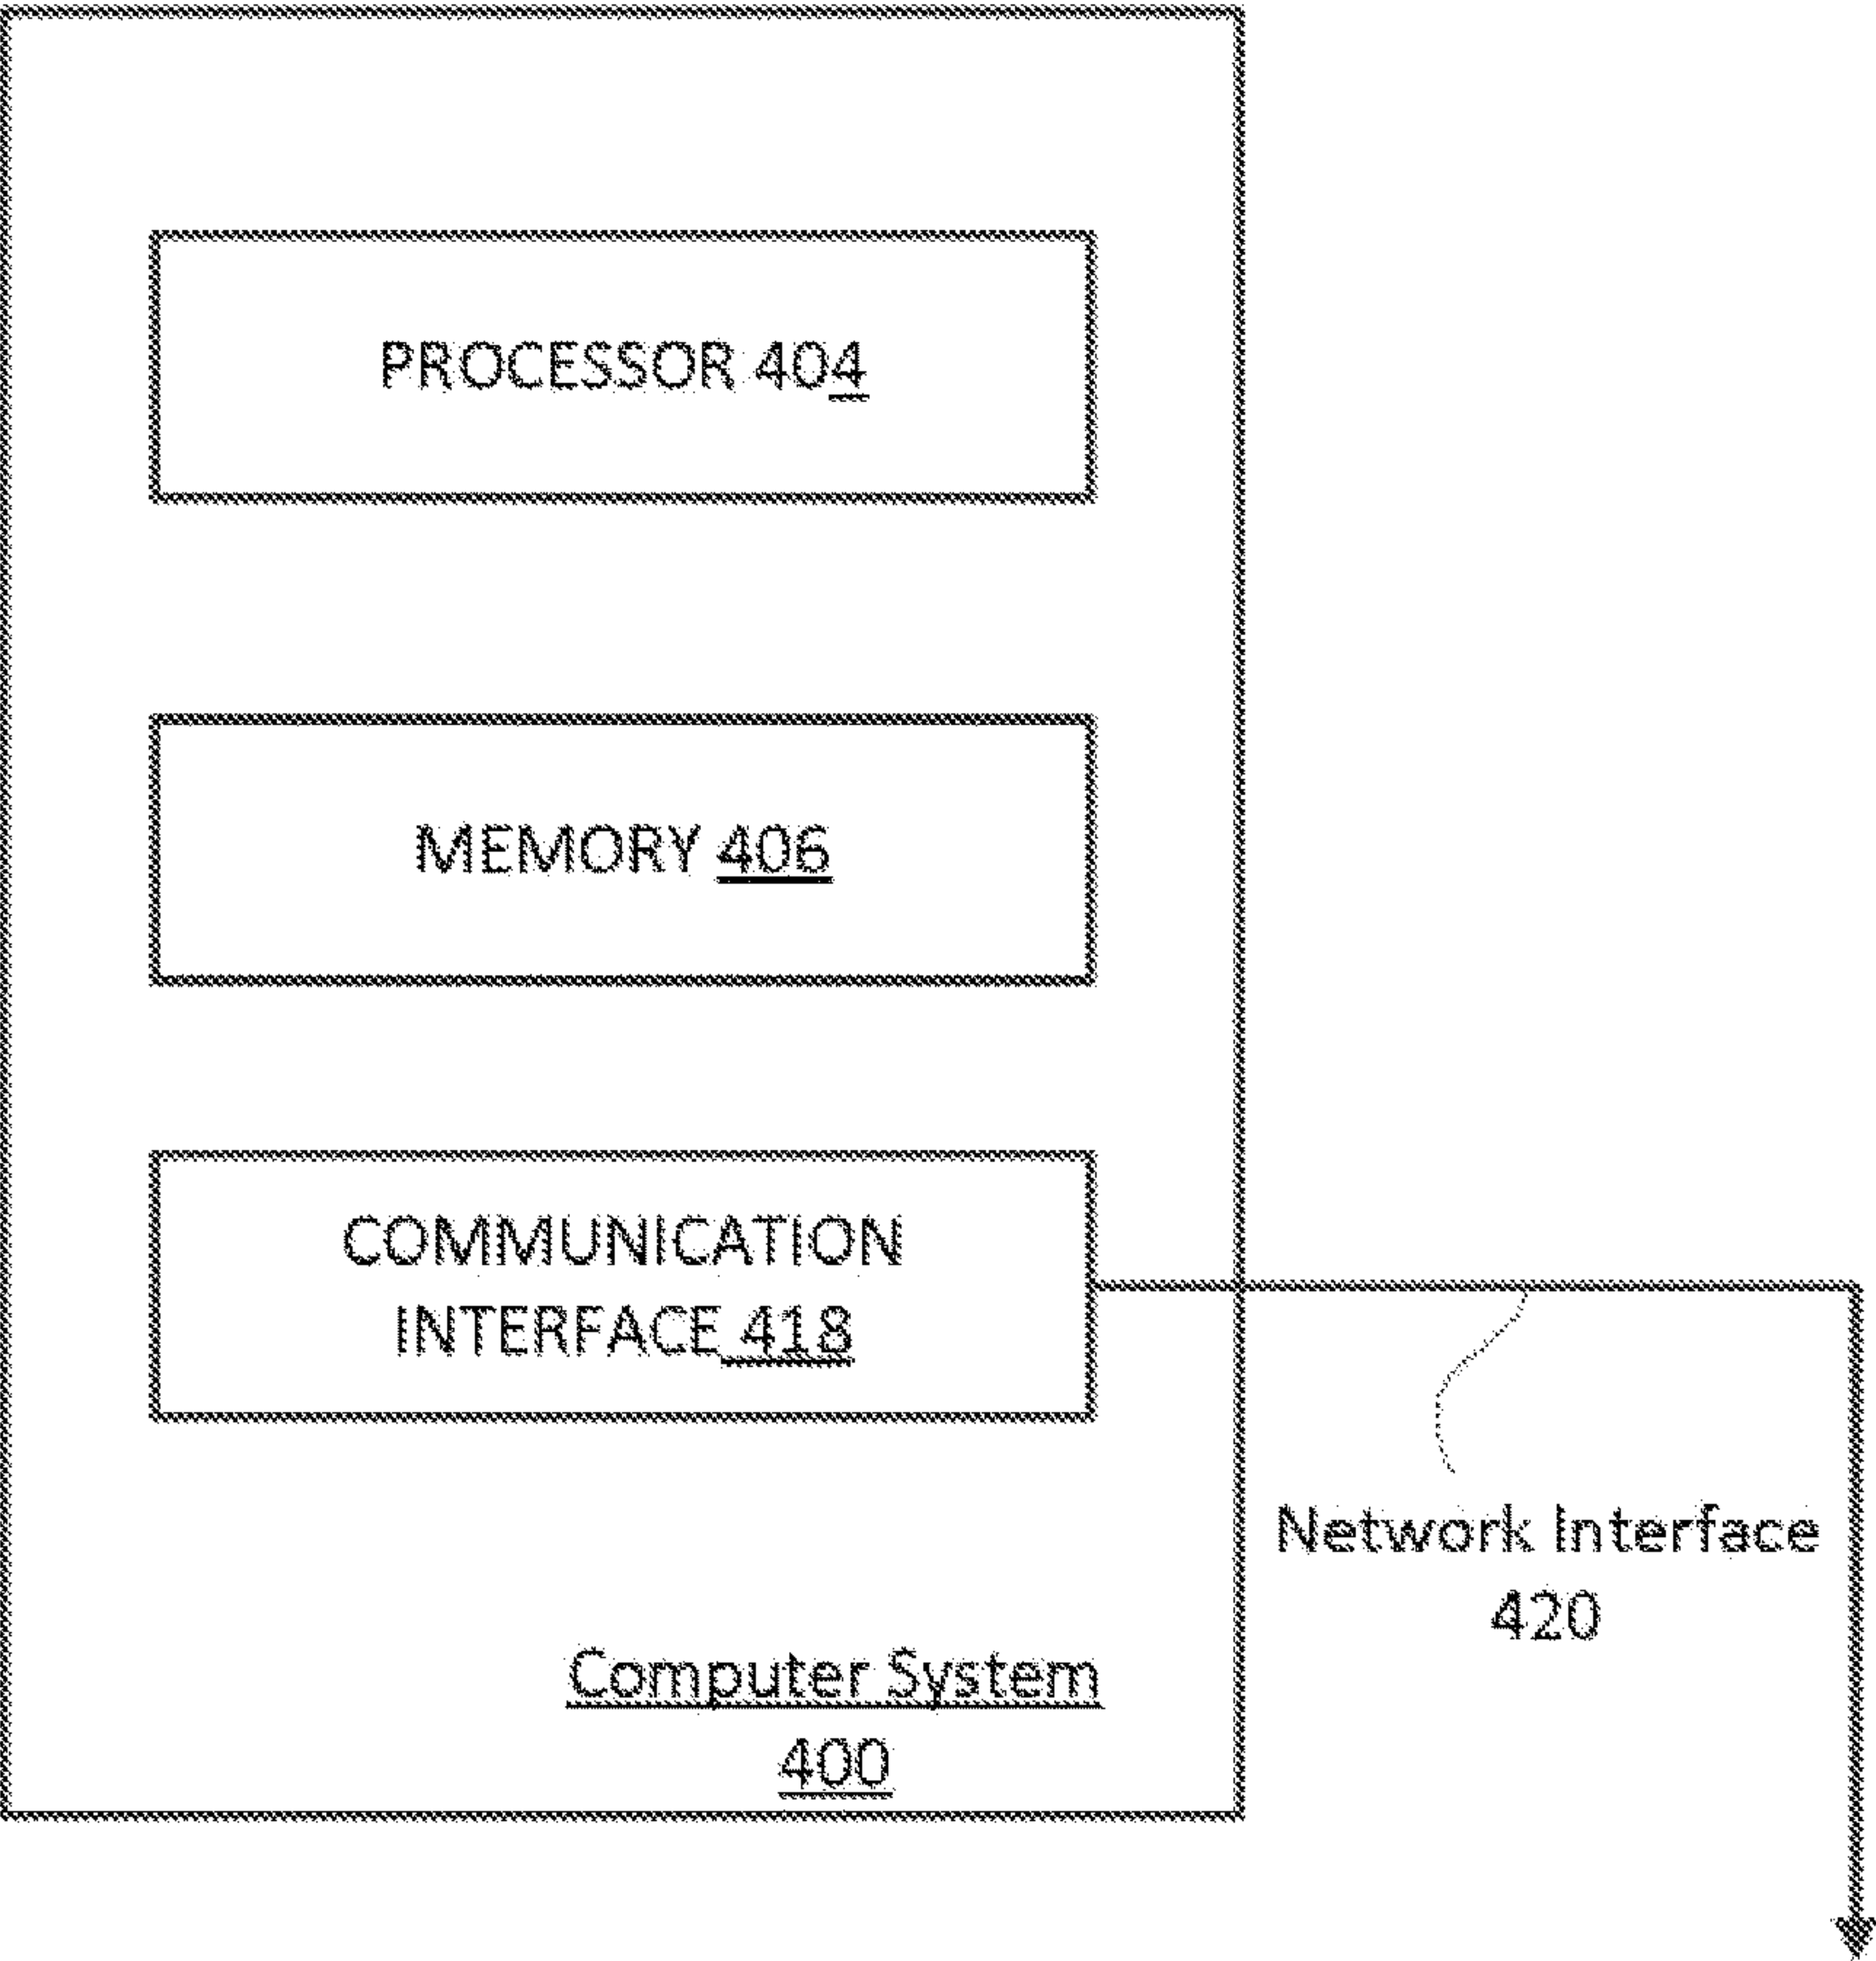 PROCESSOR 404
MEMORY 406
COMMUNICATION
INTERFACE 418
Network Interface
420
Computer System
400